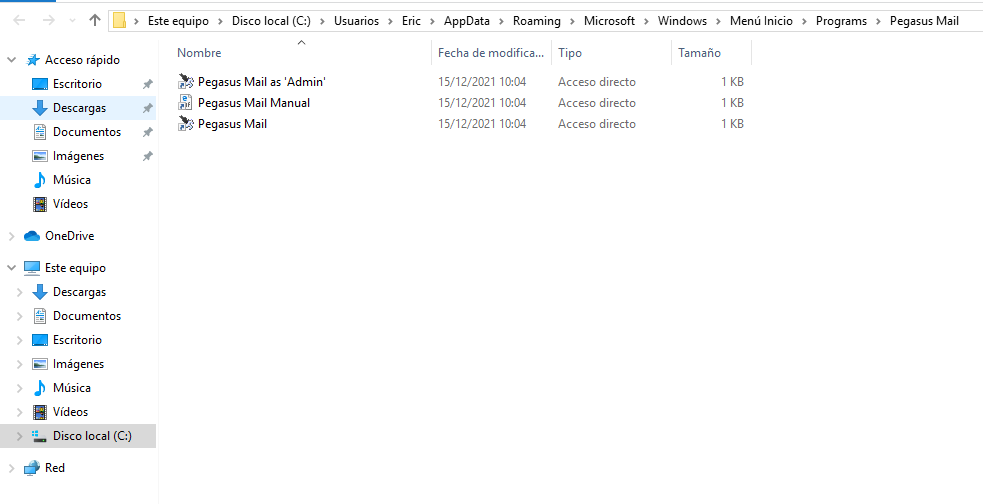 Este equipo > Disco local (C:) > Usuarios > Eric > AppData > Roaming > Microsoft > Windows > Menú Inicio > Programs > Pegasus Mail
Nombre Fecha de modifica... Tipo Tamaño
Pegasus Mail as 'Admin' 15/12/2021 10:04 Acceso directo 1 KB
Pegasus Mail Manual 15/12/2021 10:04 Acceso directo 1 KB
Pegasus Mail 15/12/2021 10:04 Acceso directo 1 KB
Acceso rápido
Escritorio
Descargas
Documentos
Imágenes
Música
Vídeos
OneDrive
Este equipo
Descargas
Documentos
Escritorio
Imágenes
Música
Vídeos
Disco local (C:)
Red